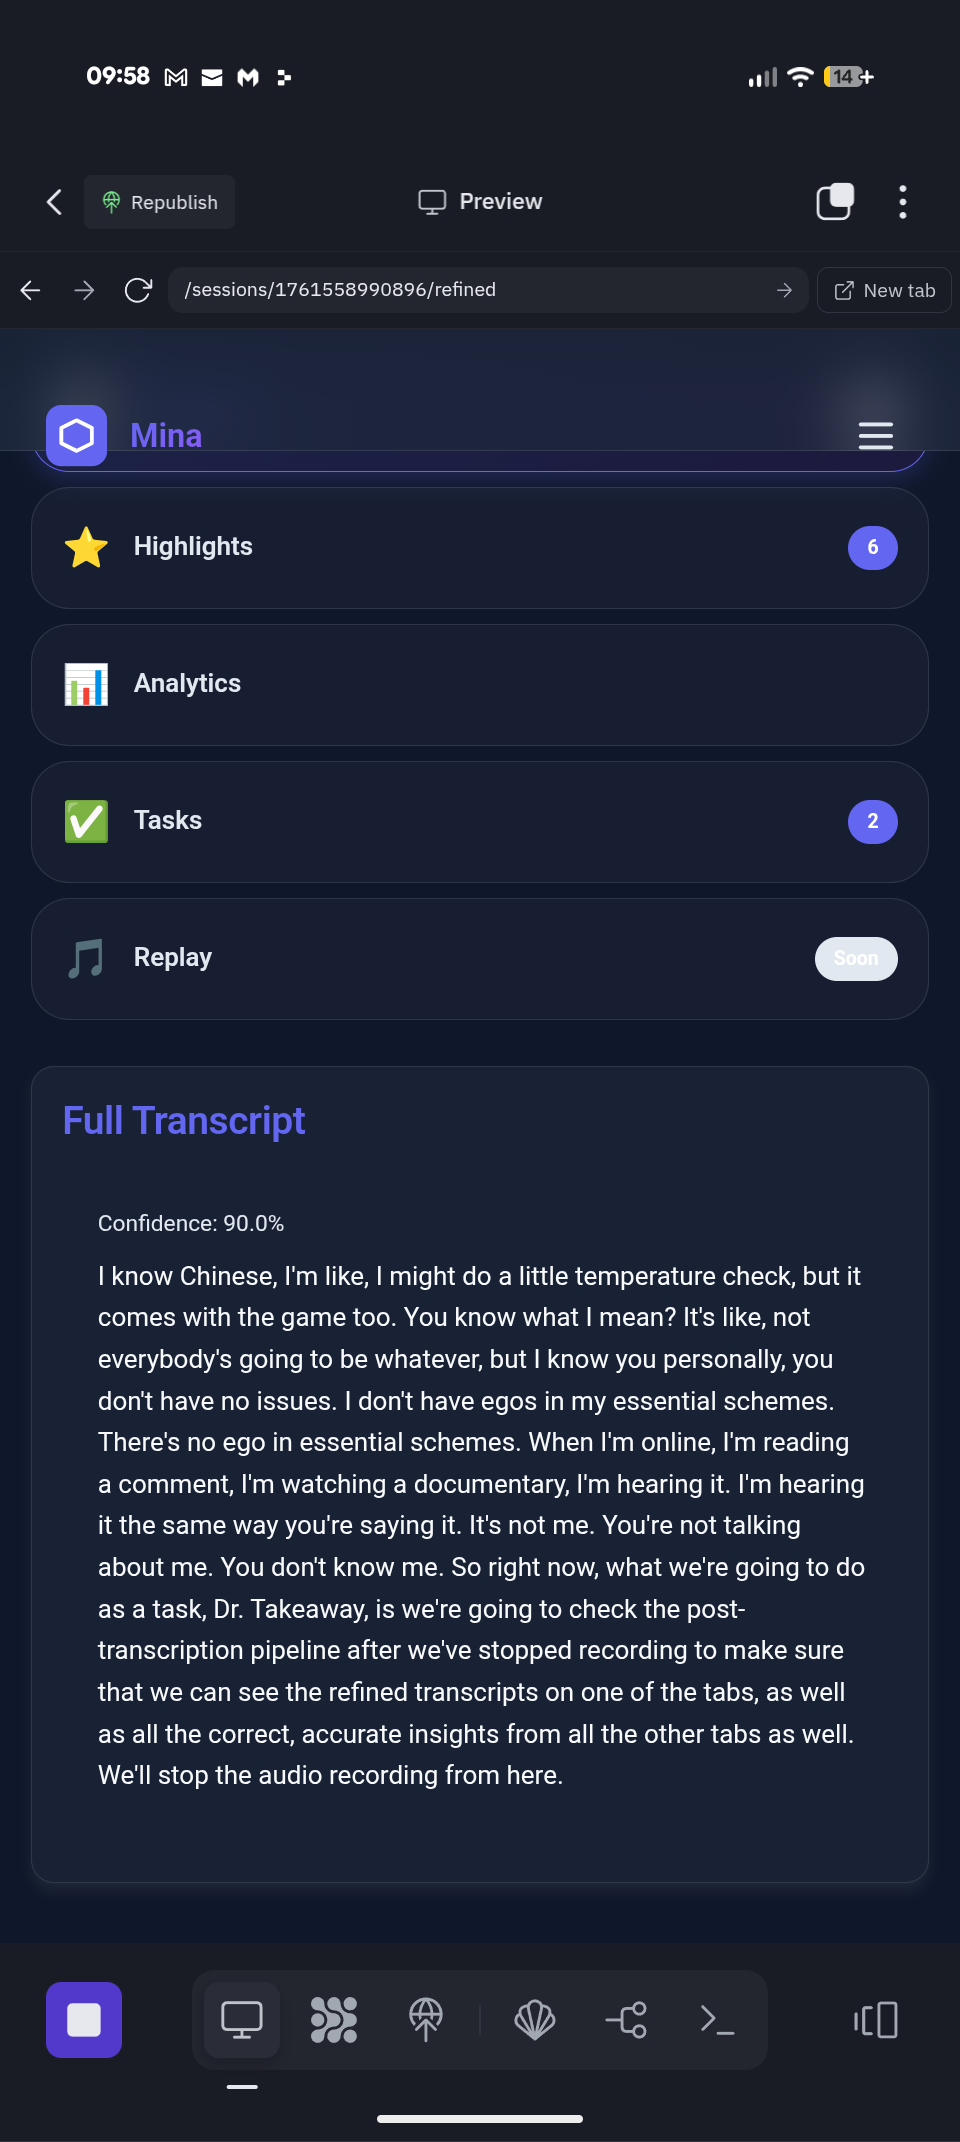 09:58
14
Republish
Preview
/sessions/1761558990896/refined
New tab
Mina
Highlights
6
Analytics
Tasks
2
Replay
Soon
Full Transcript
Confidence: 90.0%
I know Chinese, I'm like, I might do a little temperature check, but it
comes with the game too. You know what I mean? It's like, not
everybody's going to be whatever, but I know you personally, you
don't have no issues. I don't have egos in my essential schemes.
There's no ego in essential schemes. When I'm online, I'm reading
a comment, I'm watching a documentary, I'm hearing it. I'm hearing
it the same way you're saying it. It's not me. You're not talking
about me. You don't know me. So right now, what we're going to do
as a task, Dr. Takeaway, is we're going to check the post-
transcription pipeline after we've stopped recording to make sure
that we can see the refined transcripts on one of the tabs, as well
as all the correct, accurate insights from all the other tabs as well.
We'll stop the audio recording from here.